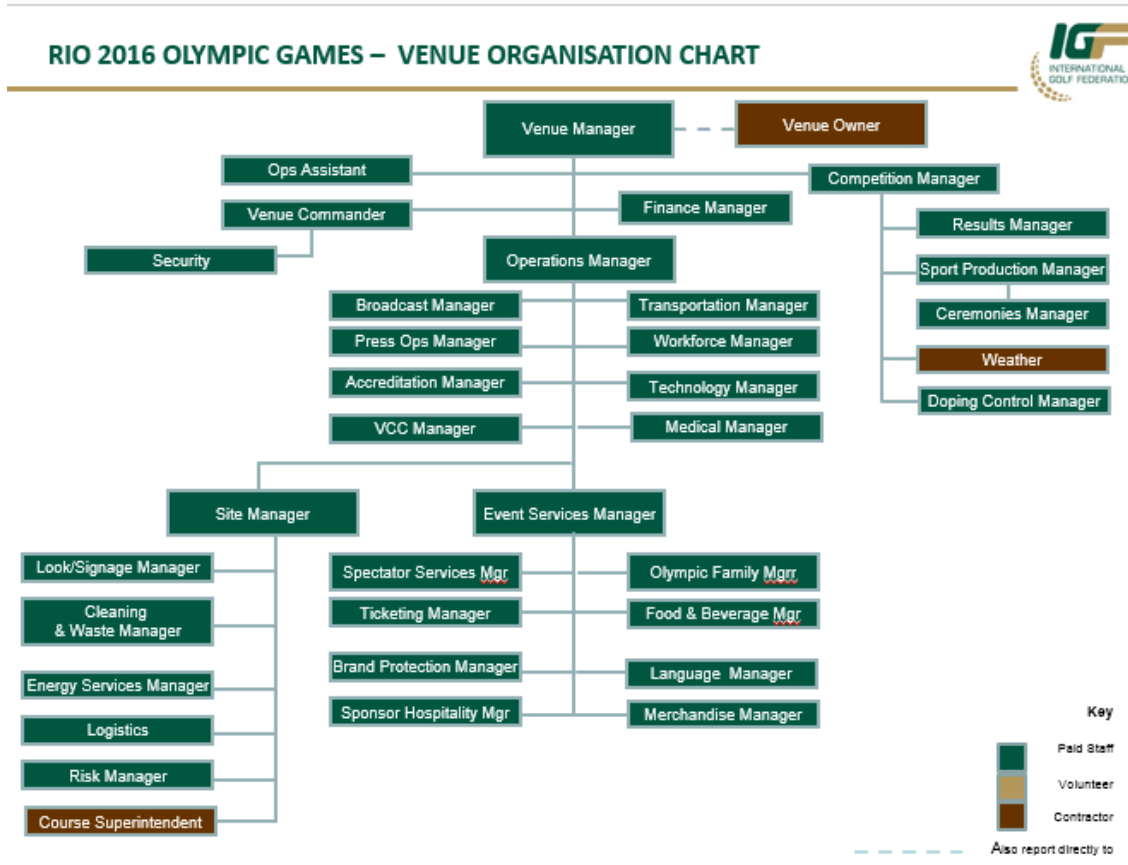 RIO 2016 OLYMPIC GAMES – VENUE ORGANISATION CHART
IGF
INTERNATIONAL
GOLF FEDERATIO
Venue Manager
Venue Owner
Ops Assistant
Competition Manager
Venue Commander
Finance Manager
Results Manager
Security
Operations Manager
Sport Production Manager
Broadcast Manager
Transportation Manager
Ceremonies Manager
Press Ops Manager
Workforce Manager
Weather
Accreditation Manager
Technology Manager
Doping Control Manager
VCC Manager
Medical Manager
Site Manager
Event Services Manager
Look/Signage Manager
Spectator Services Mgr
Olympic Family Mgrr
Cleaning
& Waste Manager
Ticketing Manager
Food & Beverage Mgr
Energy Services Manager
Brand Protection Manager
Language Manager
Logistics
Sponsor Hospitality Mgr
Merchandise Manager
Risk Manager
Course Superintendent
Key
Paid Staff
Volunteer
Contractor
Also report directly to